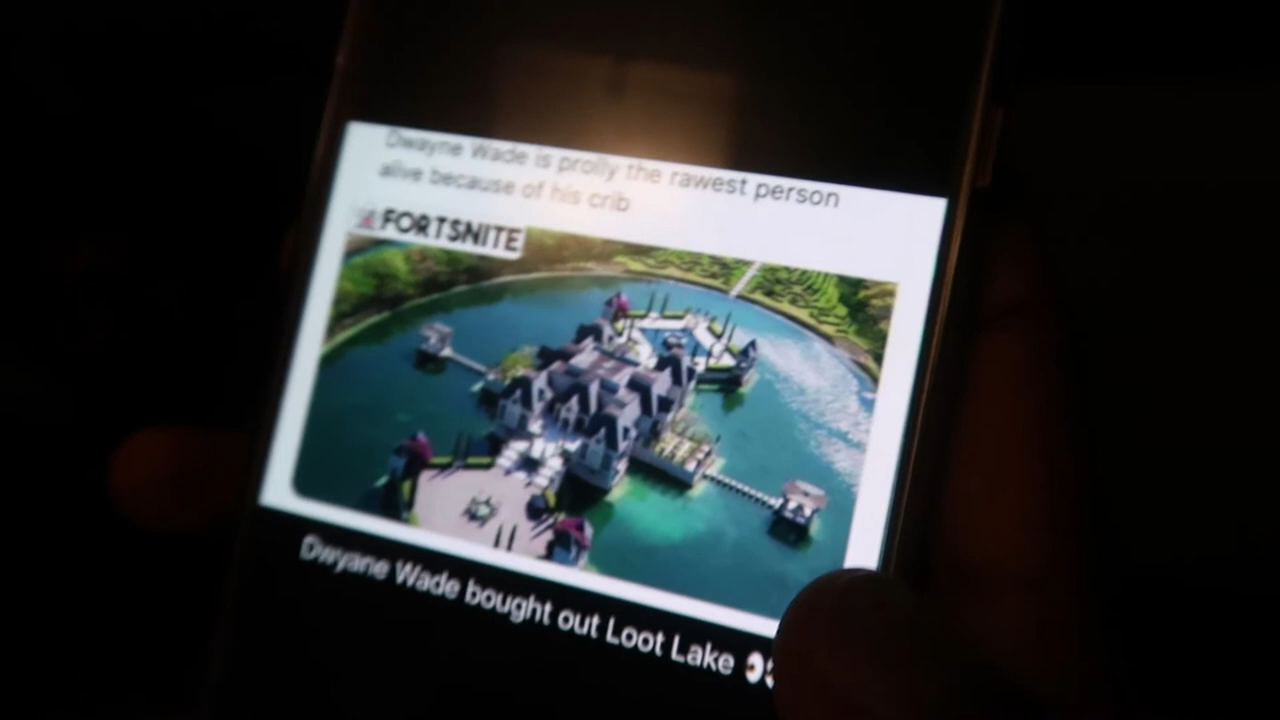 Dwayne Wade is prolly the rawest person
alive because of his crib
FORTSNITE
Dwyane Wade bought out Loot Lake 👀